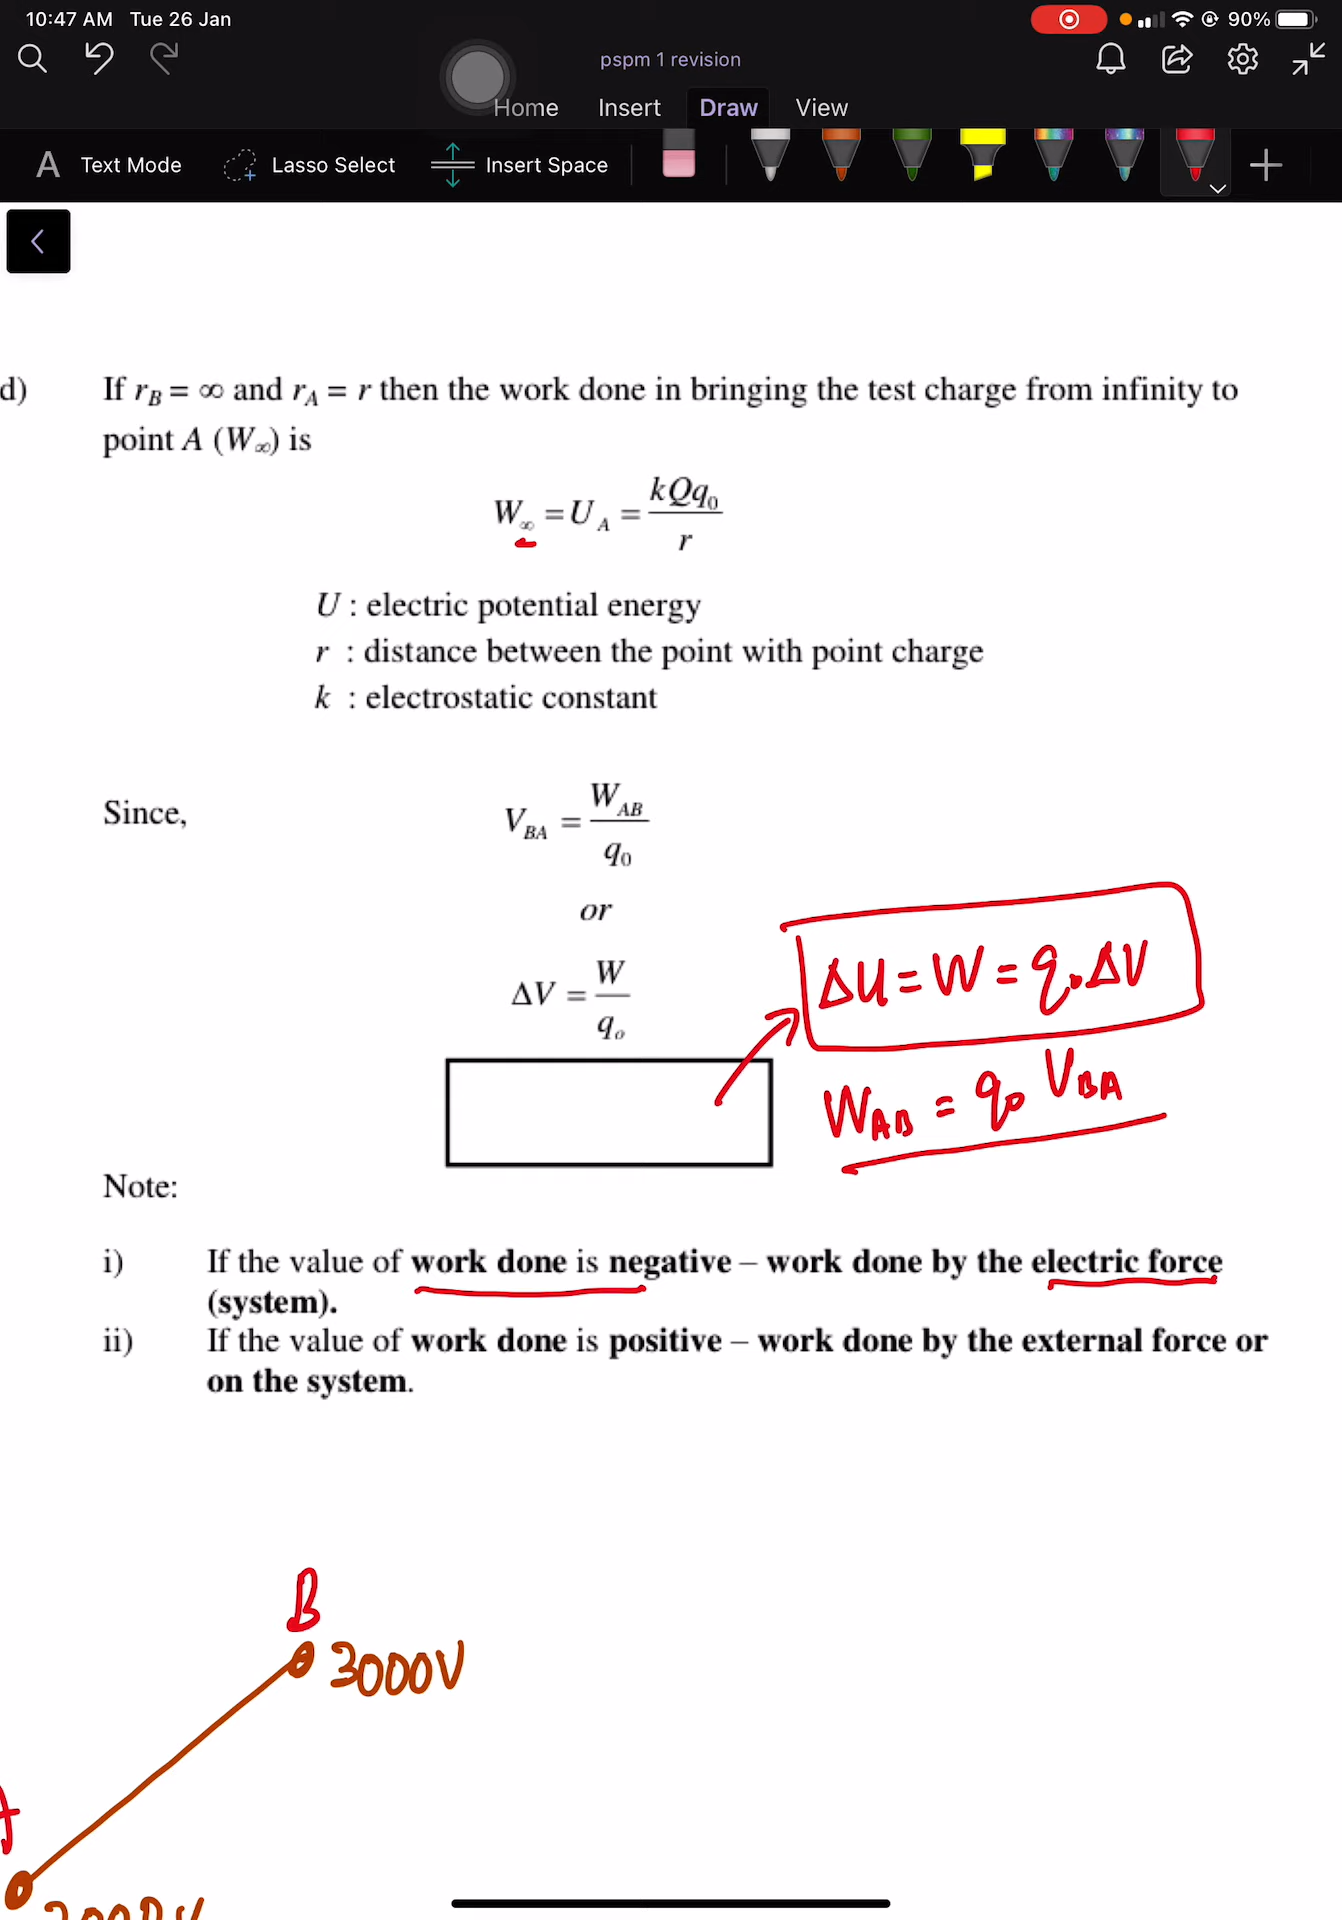 10:47 AM Tue 26 Jan
90%
pspm 1 revision
Home Insert Draw View
A Text Mode Lasso Select Insert Space
d) If r_B = ∞ and r_A = r then the work done in bringing the test charge from infinity to
point A (W_∞) is
W_∞ = U_A = kQq₀ / r
U : electric potential energy
r : distance between the point with point charge
k : electrostatic constant
Since, V_BA = W_AB / q₀
or
ΔV = W / q_o
ΔU = W = q₀ ΔV
W_AB = q₀ V_BA
Note:
i) If the value of work done is negative – work done by the electric force
(system).
ii) If the value of work done is positive – work done by the external force or
on the system.
B
3000V
A